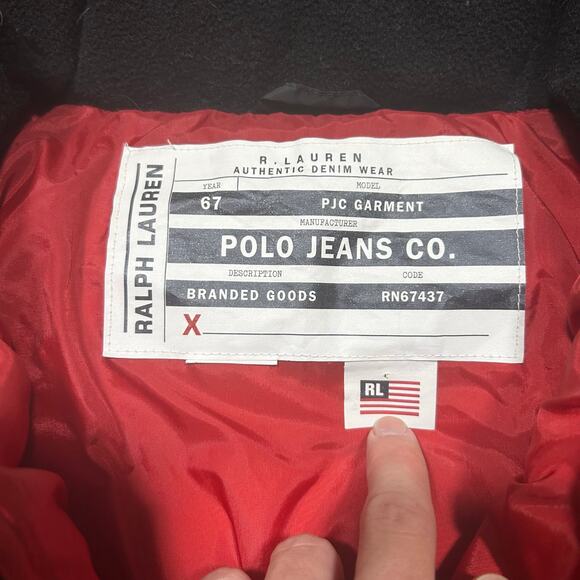 RALPH LAUREN
R. LAUREN
AUTHENTIC DENIM WEAR
YEAR MODEL
67 PJC GARMENT
MANUFACTURER
POLO JEANS CO.
DESCRIPTION CODE
BRANDED GOODS RN67437
X
RL